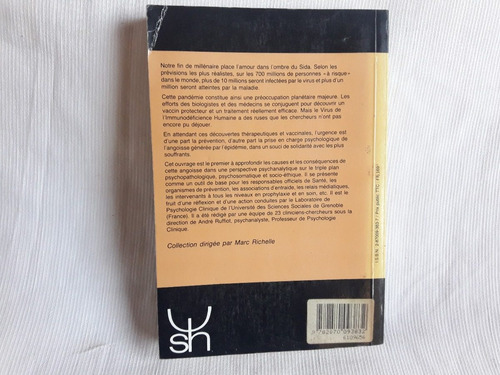 Notre fin de millénaire place l'amour dans l'ombre du Sida. Selon les
prévisions les plus réalistes, sur les 700 millions de personnes «à risque»
dans le monde, plus de 10 millions seront infectées par le virus et plus d'un
million seront atteintes par la maladie.
Cette pandémie constitue ainsi une préoccupation planétaire majeure. Les
efforts des biologistes et des médecins se conjuguent pour découvrir un
vaccin protecteur et un traitement réellement efficace. Mais le Virus de
l'Immunodéficience Humaine a des ruses que les chercheurs n'ont pas
encore pu déjouer.
En attendant ces découvertes thérapeutiques et vaccinales, l'urgence est
d'une part la prévention, d'autre part la prise en charge psychologique de
l'angoisse générée par l'épidémie, dans un souci de solidarité avec les plus
souffrants.
Cet ouvrage est le premier à approfondir les causes et les conséquences de
cette angoisse dans une perspective psychanalytique sur le triple plan
psychopathologique, psychosomatique et socio-éthique. Il se présente
comme un outil de base pour les responsables officiels de Santé, les
organismes de prévention, les associations d'entraide, les relais médiatiques,
les intervenants à tous les niveaux en prophylaxie et en soin, etc. Il est le
fruit d'une réflexion et d'une action conduites par le Laboratoire de
Psychologie Clinique de l'Université des Sciences Sociales de Grenoble
(France). Il a été rédigé par une équipe de 23 cliniciens-chercheurs sous la
direction de André Ruffiot, psychanalyste, Professeur de Psychologie
Clinique.
Collection dirigée par Marc Richelle
sh
9 782870 093832